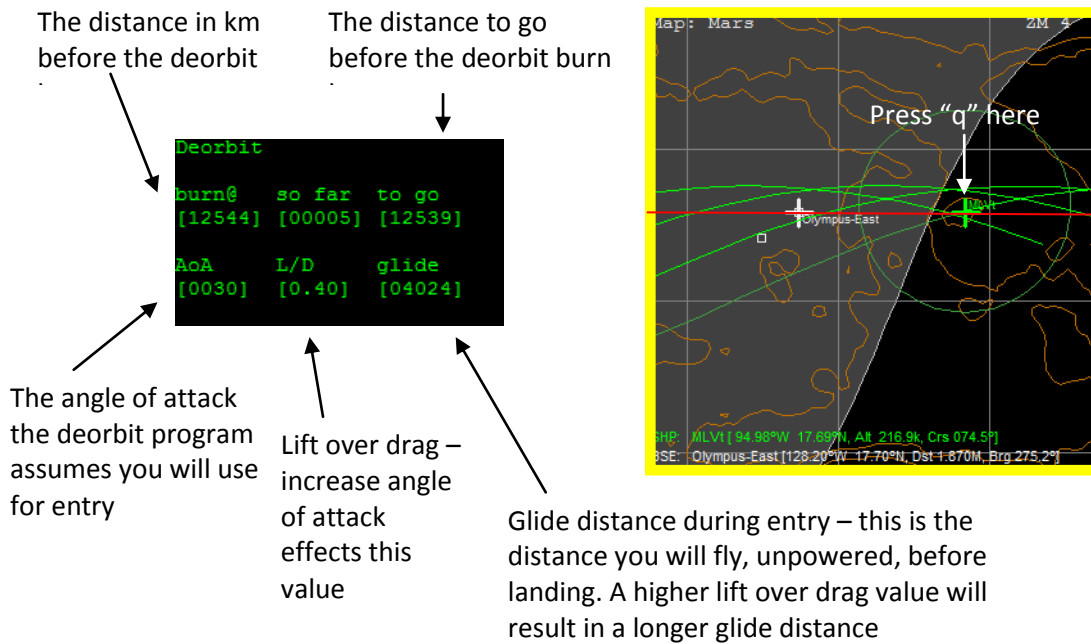 The distance in km
before the deorbit
The distance to go
before the deorbit burn
Deorbit
burn@ so far to go
[12544] [00005] [12539]
AoA L/D glide
[0030] [0.40] [04024]
The angle of attack
the deorbit program
assumes you will use
for entry
Lift over drag –
increase angle
of attack
effects this
value
Glide distance during entry – this is the
distance you will fly, unpowered, before
landing. A higher lift over drag value will
result in a longer glide distance
Map: Mars
Press “q” here
MLVt
Olympus-East
SHP: MLVt [ 94.98°W 17.69°N, Alt 216.9k, Crs 074.5°]
BSE: Olympus-East [128.20°W 17.70°N, Dst 1.870M, Brg 275.2°]